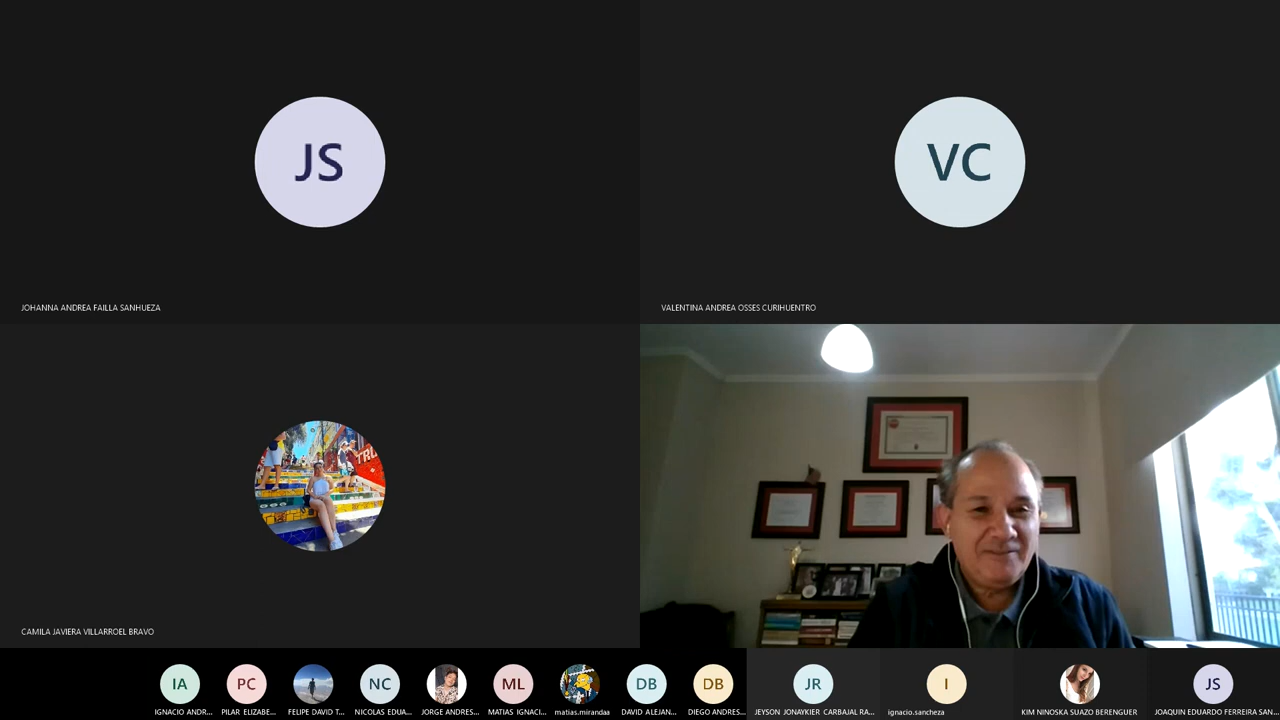 JS
VC
JOHANNA ANDREA FAILLA SANHUEZA
VALENTINA ANDREA OSSES CURIHUENTRO
TRO
CAMILA JAVIERA VILLARROEL BRAVO
IA
PC
NC
ML
DB
DB
JR
I
JS
IGNACIO ANDR...
PILAR ELIZABE...
FELIPE DAVID T...
NICOLAS EDUA...
JORGE ANDRES...
MATIAS IGNACI...
matias.mirandaa
DAVID ALEJAN...
DIEGO ANDRES...
JEYSON JONAYKIER CARBAJAL RA...
ignacio.sancheza
KIM NINOSKA SUAZO BERENGUER
JOAQUIN EDUARDO FERREIRA SAN...